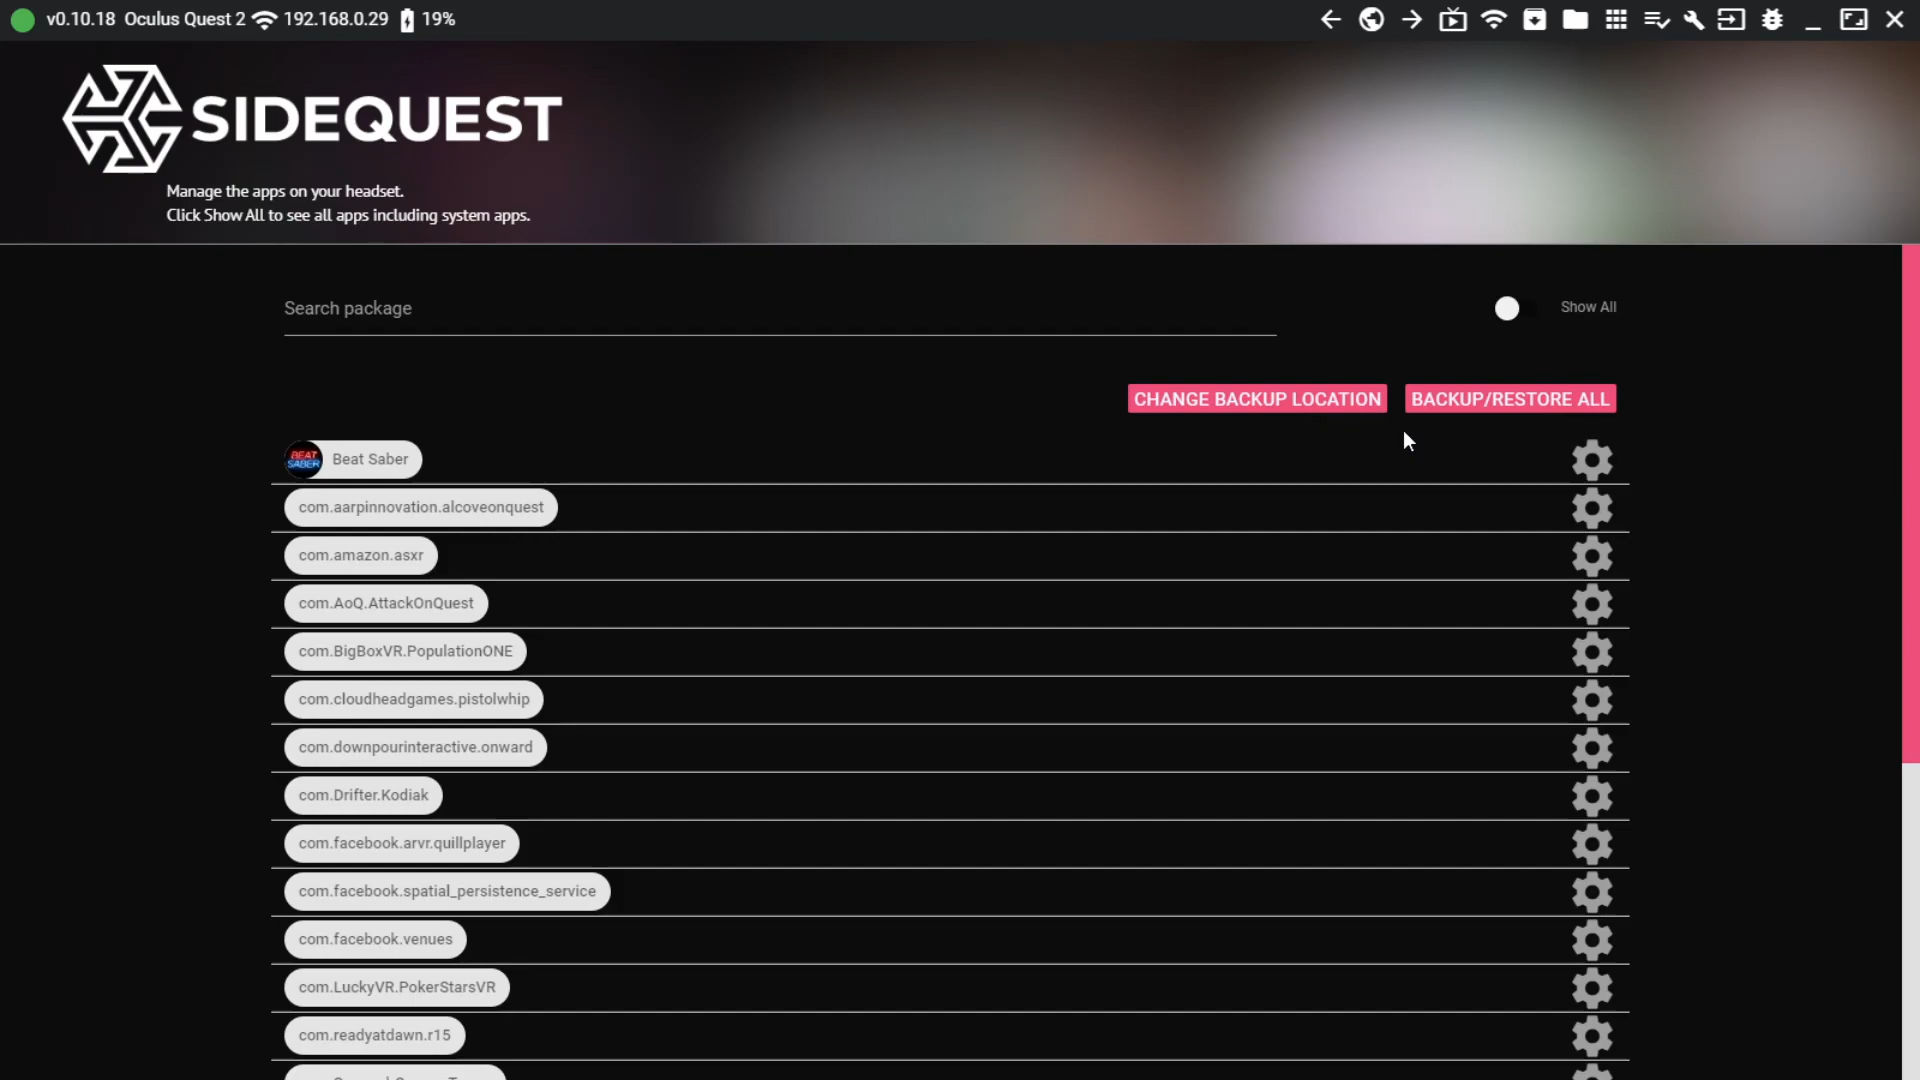 v0.10.18 Oculus Quest 2 192.168.0.29 19%
SIDEQUEST
Manage the apps on your headset.
Click Show All to see all apps including system apps.
Search package
Show All
CHANGE BACKUP LOCATION BACKUP/RESTORE ALL
BEAT SABER Beat Saber
com.aarpinnovation.alcoveonquest
com.amazon.asxr
com.AoQ.AttackOnQuest
com.BigBoxVR.PopulationONE
com.cloudheadgames.pistolwhip
com.downpourinteractive.onward
com.Drifter.Kodiak
com.facebook.arvr.quillplayer
com.facebook.spatial_persistence_service
com.facebook.venues
com.LuckyVR.PokerStarsVR
com.readyatdawn.r15